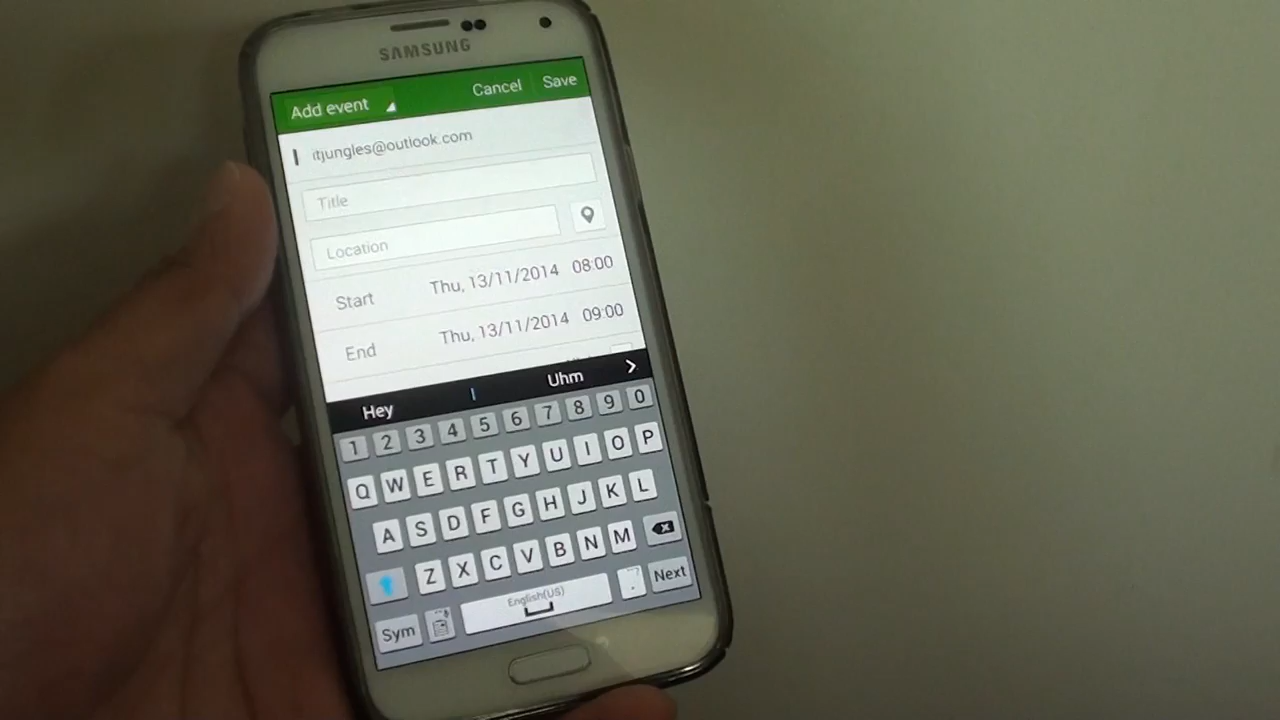 SAMSUNG
Add event Cancel Save
itjungles@outlook.com
Title
Location
Start Thu, 13/11/2014 08:00
End Thu, 13/11/2014 09:00
Hey I Uhm >
1 2 3 4 5 6 7 8 9 0
Q W E R T Y U I O P
A S D F G H J K L
Z X C V B N M
Sym English(US) . Next